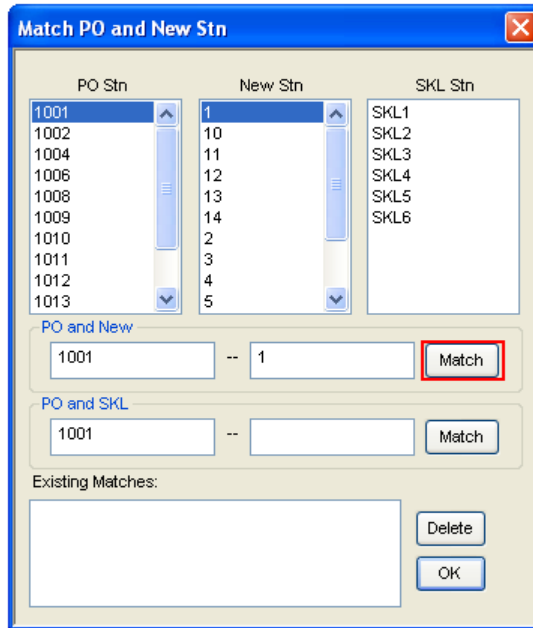 Match PO and New Stn
PO Stn New Stn SKL Stn
1001 1 SKL1
1002 10 SKL2
1004 11 SKL3
1006 12 SKL4
1008 13 SKL5
1009 14 SKL6
1010 2
1011 3
1012 4
1013 5
PO and New
1001 -- 1 Match
PO and SKL
1001 -- Match
Existing Matches:
Delete
OK